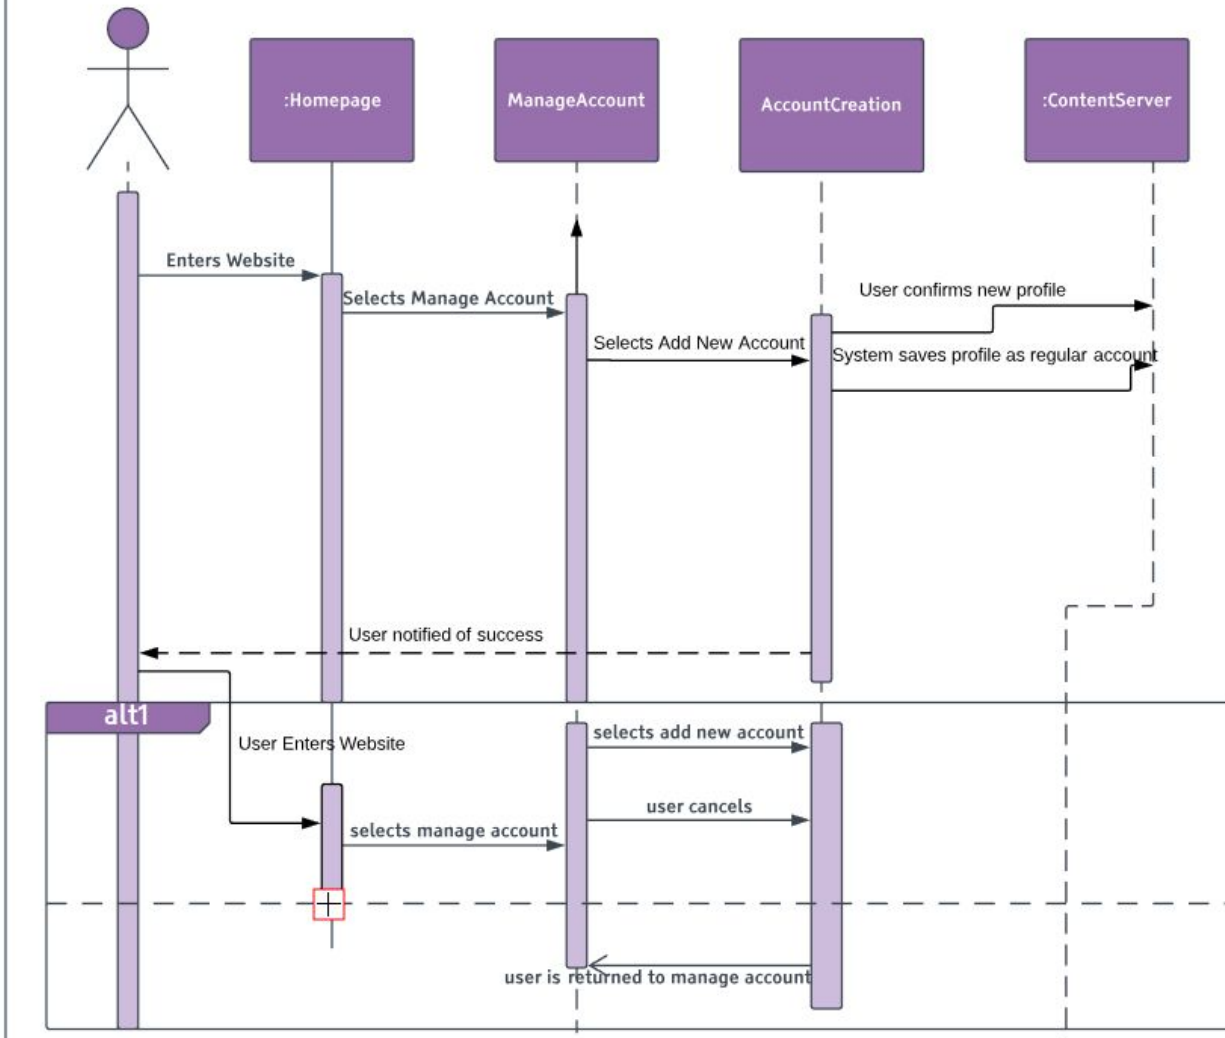 :Homepage
ManageAccount
AccountCreation
:ContentServer
Enters Website
Selects Manage Account
User confirms new profile
Selects Add New Account
System saves profile as regular account
User notified of success
alt1
User Enters Website
selects add new account
user cancels
selects manage account
user is returned to manage account